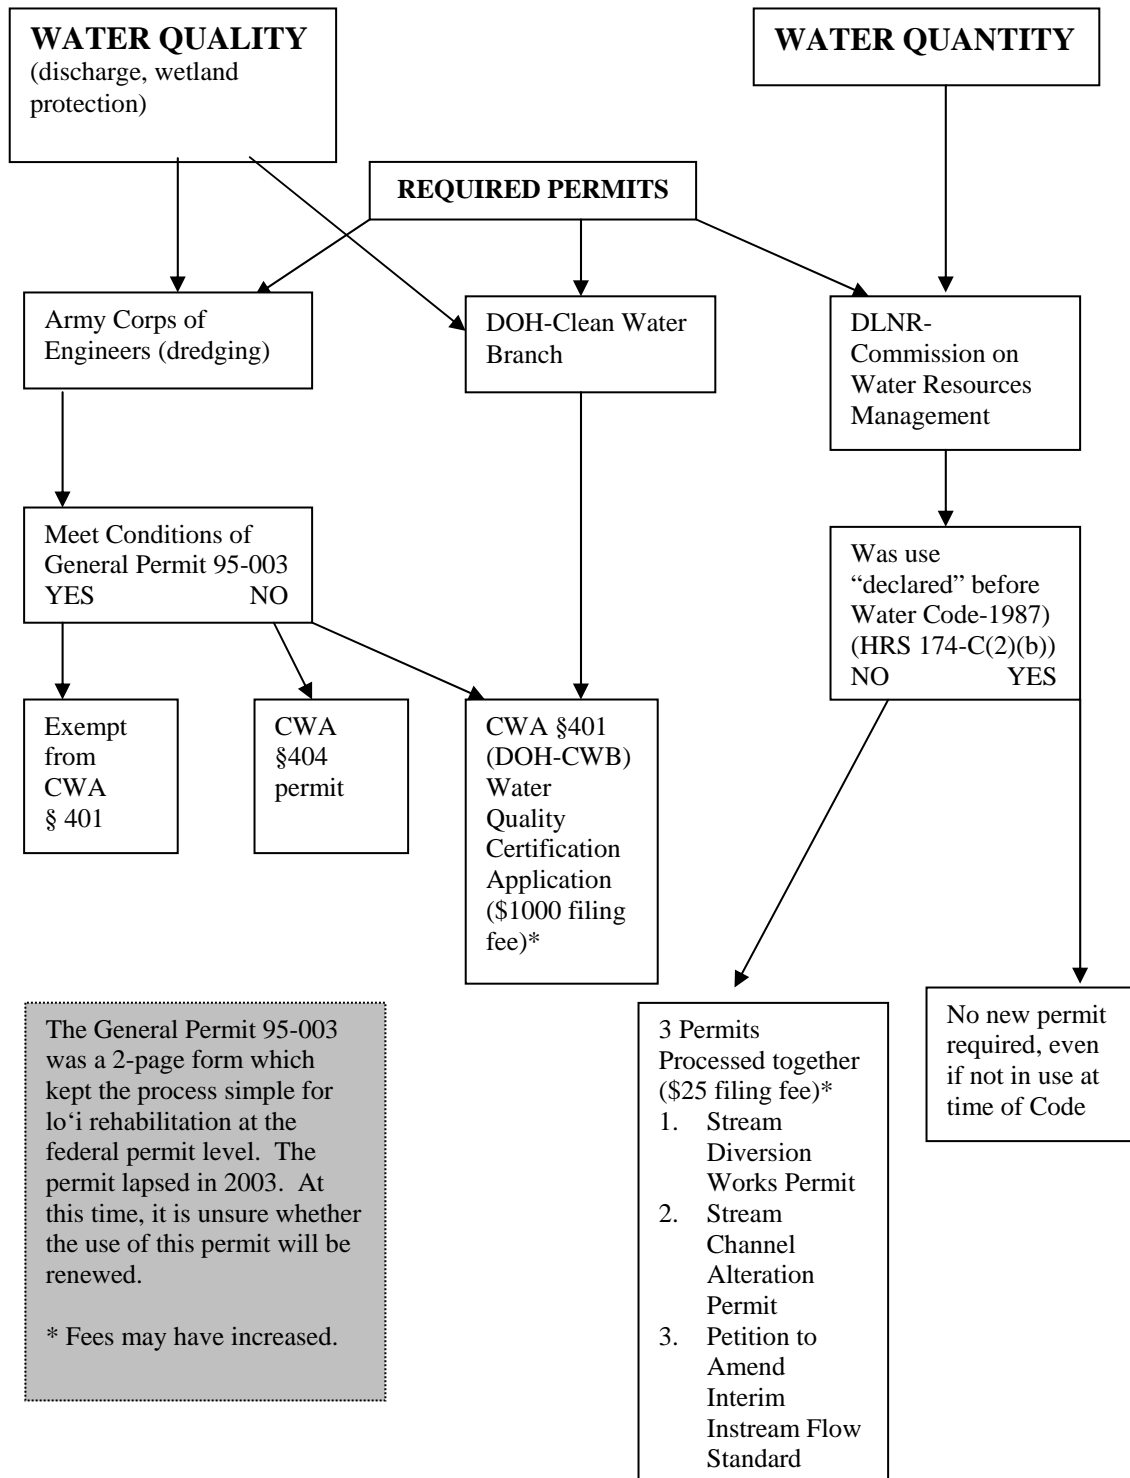 WATER QUALITY
(discharge, wetland
protection)
WATER QUANTITY
REQUIRED PERMITS
Army Corps of
Engineers (dredging)
DOH-Clean Water
Branch
DLNR-
Commission on
Water Resources
Management
Meet Conditions of
General Permit 95-003
YES NO
Was use
“declared” before
Water Code-1987)
(HRS 174-C(2)(b))
NO YES
Exempt
from
CWA
§ 401
CWA
§404
permit
CWA §401
(DOH-CWB)
Water
Quality
Certification
Application
($1000 filing
fee)*
The General Permit 95-003
was a 2-page form which
kept the process simple for
lo‘i rehabilitation at the
federal permit level. The
permit lapsed in 2003. At
this time, it is unsure whether
the use of this permit will be
renewed.
* Fees may have increased.
3 Permits
Processed together
($25 filing fee)*
1. Stream
Diversion
Works Permit
2. Stream
Channel
Alteration
Permit
3. Petition to
Amend
Interim
Instream Flow
Standard
No new permit
required, even
if not in use at
time of Code